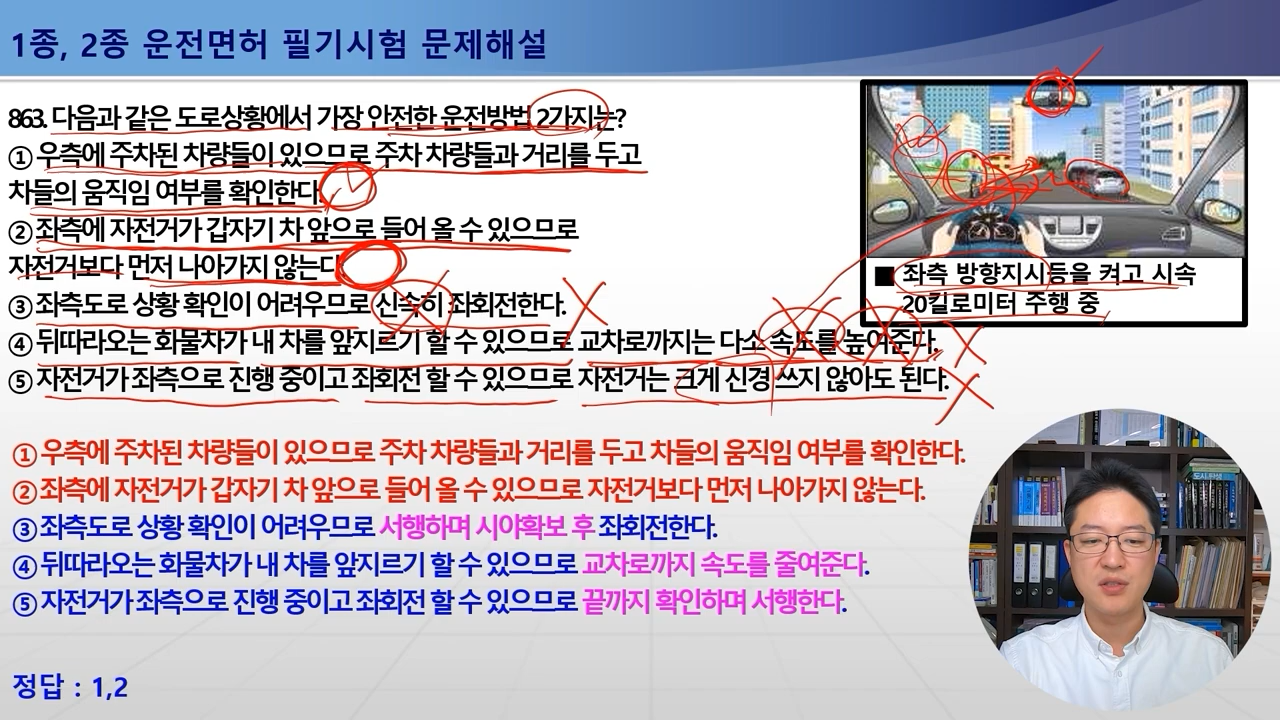 1종, 2종 운전면허 필기시험 문제해설
863. 다음과 같은 도로상황에서 가장 안전한 운전방법 2가지는?
① 우측에 주차된 차량들이 있으므로 주차 차량들과 거리를 두고
차들의 움직임 여부를 확인한다.
② 좌측에 자전거가 갑자기 차 앞으로 들어 올 수 있으므로
자전거보다 먼저 나아가지 않는다.
③ 좌측도로 상황 확인이 어려우므로 신속히 좌회전한다.
④ 뒤따라오는 화물차가 내 차를 앞지르기 할 수 있으므로 교차로까지는 다소 속도를 높여준다.
⑤ 자전거가 좌측으로 진행 중이고 좌회전 할 수 있으므로 자전거는 크게 신경 쓰지 않아도 된다.
■ 좌측 방향지시등을 켜고 시속
20킬로미터 주행 중
① 우측에 주차된 차량들이 있으므로 주차 차량들과 거리를 두고 차들의 움직임 여부를 확인한다.
② 좌측에 자전거가 갑자기 차 앞으로 들어 올 수 있으므로 자전거보다 먼저 나아가지 않는다.
③ 좌측도로 상황 확인이 어려우므로 서행하며 시야확보 후 좌회전한다.
④ 뒤따라오는 화물차가 내 차를 앞지르기 할 수 있으므로 교차로까지 속도를 줄여준다.
⑤ 자전거가 좌측으로 진행 중이고 좌회전 할 수 있으므로 끝까지 확인하며 서행한다.
정답 : 1,2